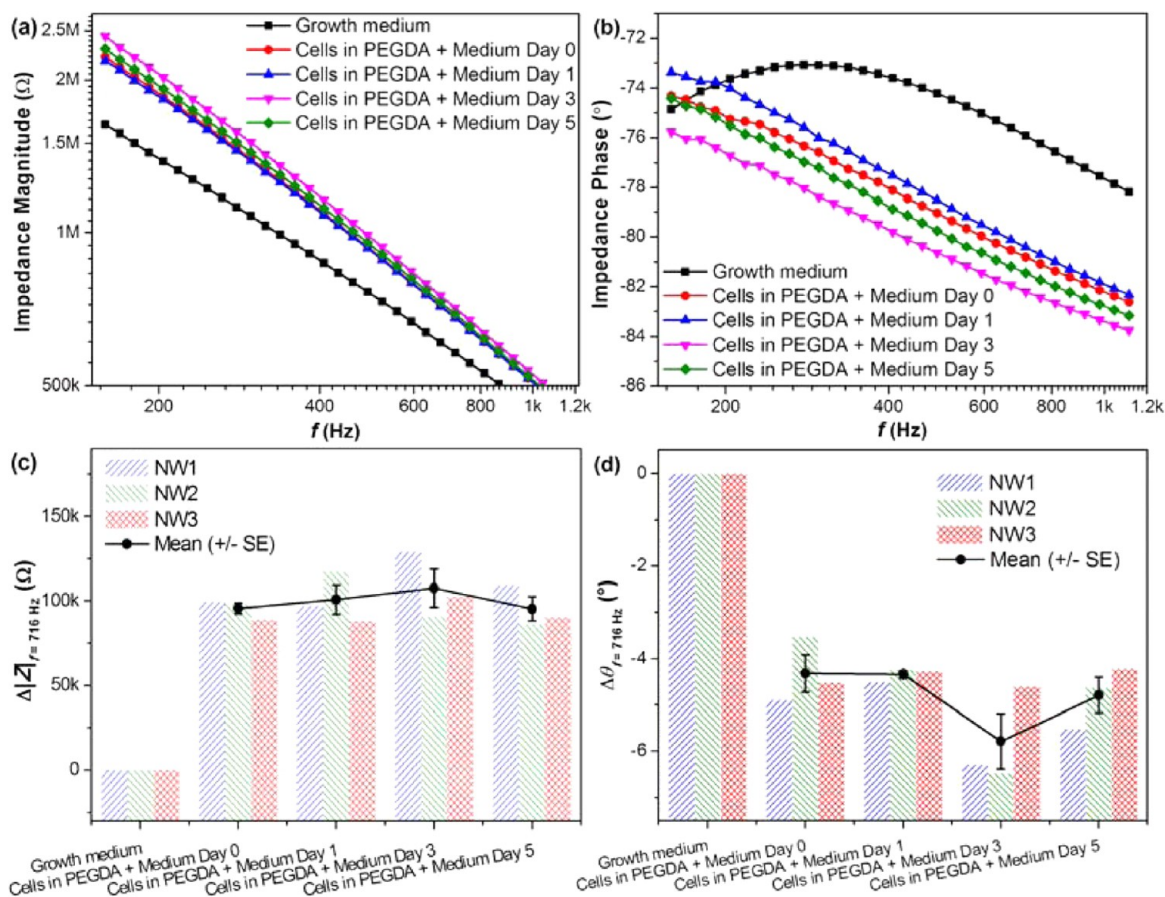 (a)
Growth medium
Cells in PEGDA + Medium Day 0
Cells in PEGDA + Medium Day 1
Cells in PEGDA + Medium Day 3
Cells in PEGDA + Medium Day 5
Impedance Magnitude (Ω)
2.5M
2M
1.5M
1M
500k
200
400
600
800
1k
1.2k
f (Hz)
(b)
Growth medium
Cells in PEGDA + Medium Day 0
Cells in PEGDA + Medium Day 1
Cells in PEGDA + Medium Day 3
Cells in PEGDA + Medium Day 5
Impedance Phase (°)
-72
-74
-76
-78
-80
-82
-84
-86
200
400
600
800
1k
1.2k
f (Hz)
(c)
NW1
NW2
NW3
Mean (+/- SE)
Δ|Z|f = 716 Hz (Ω)
150k
100k
50k
0
Growth medium
Cells in PEGDA + Medium Day 0
Cells in PEGDA + Medium Day 1
Cells in PEGDA + Medium Day 3
Cells in PEGDA + Medium Day 5
(d)
NW1
NW2
NW3
Mean (+/- SE)
Δθf = 716 Hz (°)
0
-2
-4
-6
Growth medium
Cells in PEGDA + Medium Day 0
Cells in PEGDA + Medium Day 1
Cells in PEGDA + Medium Day 3
Cells in PEGDA + Medium Day 5